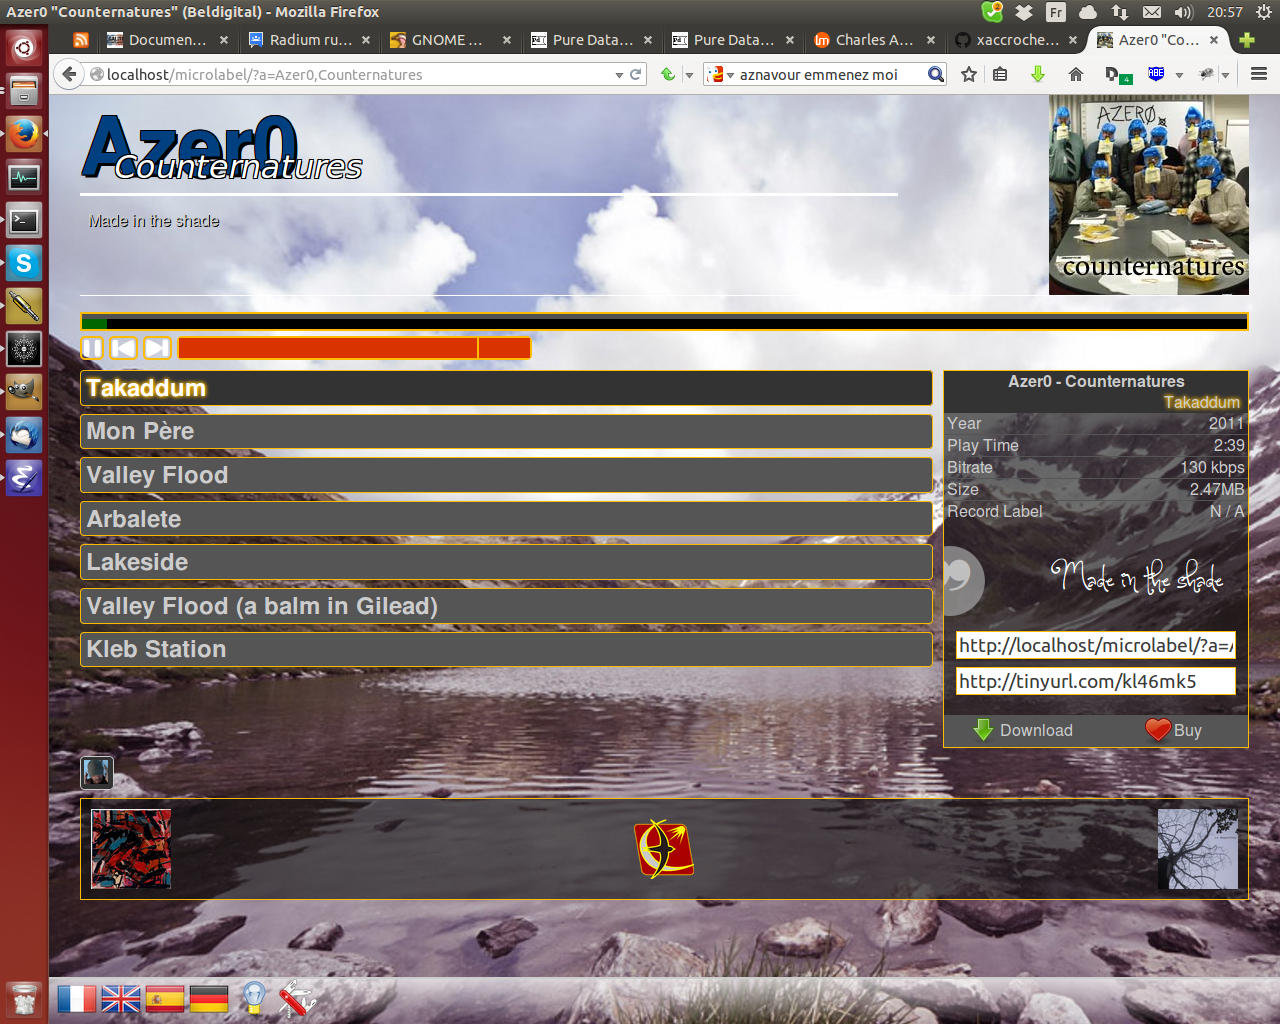 Azer0 "Counternatures" (Beldigital) - Mozilla Firefox
2
Fr
20:57
Documen...
Radium ru...
GNOME ...
Pure Data...
Pure Data...
Charles A...
xaccroche...
Azer0 "Co...
localhost/microlabel/?a=Azer0,Counternatures
aznavour emmenez moi
D
4
ABE
Azer0
Counternatures
AZERØ
counternatures
Made in the shade
Takaddum
Mon Père
Valley Flood
Arbalete
Lakeside
Valley Flood (a balm in Gilead)
Kleb Station
Azer0 - Counternatures
Takaddum
Year 2011
Play Time 2:39
Bitrate 130 kbps
Size 2.47MB
Record Label N / A
Made in the shade
http://localhost/microlabel/?a=
http://tinyurl.com/kl46mk5
Download Buy